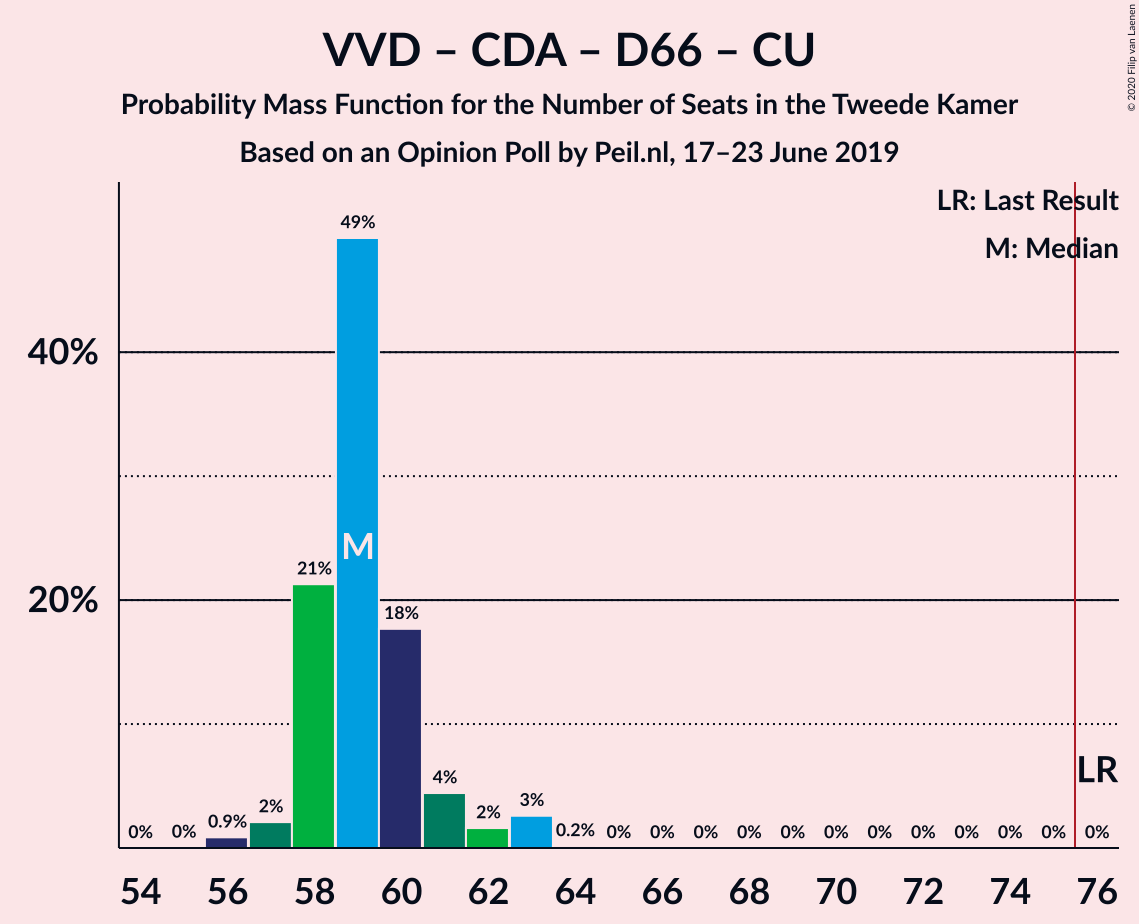 VVD – CDA – D66 – CU
Probability Mass Function for the Number of Seats in the Tweede Kamer
Based on an Opinion Poll by Peil.nl, 17–23 June 2019
© 2020 Filip van Laenen
LR: Last Result
M: Median
40%
20%
0% 0% 0.9% 2% 21% 49% 18% 4% 2% 3% 0.2% 0% 0% 0% 0% 0% 0% 0% 0% 0% 0% 0% 0%
M
LR
54 56 58 60 62 64 66 68 70 72 74 76